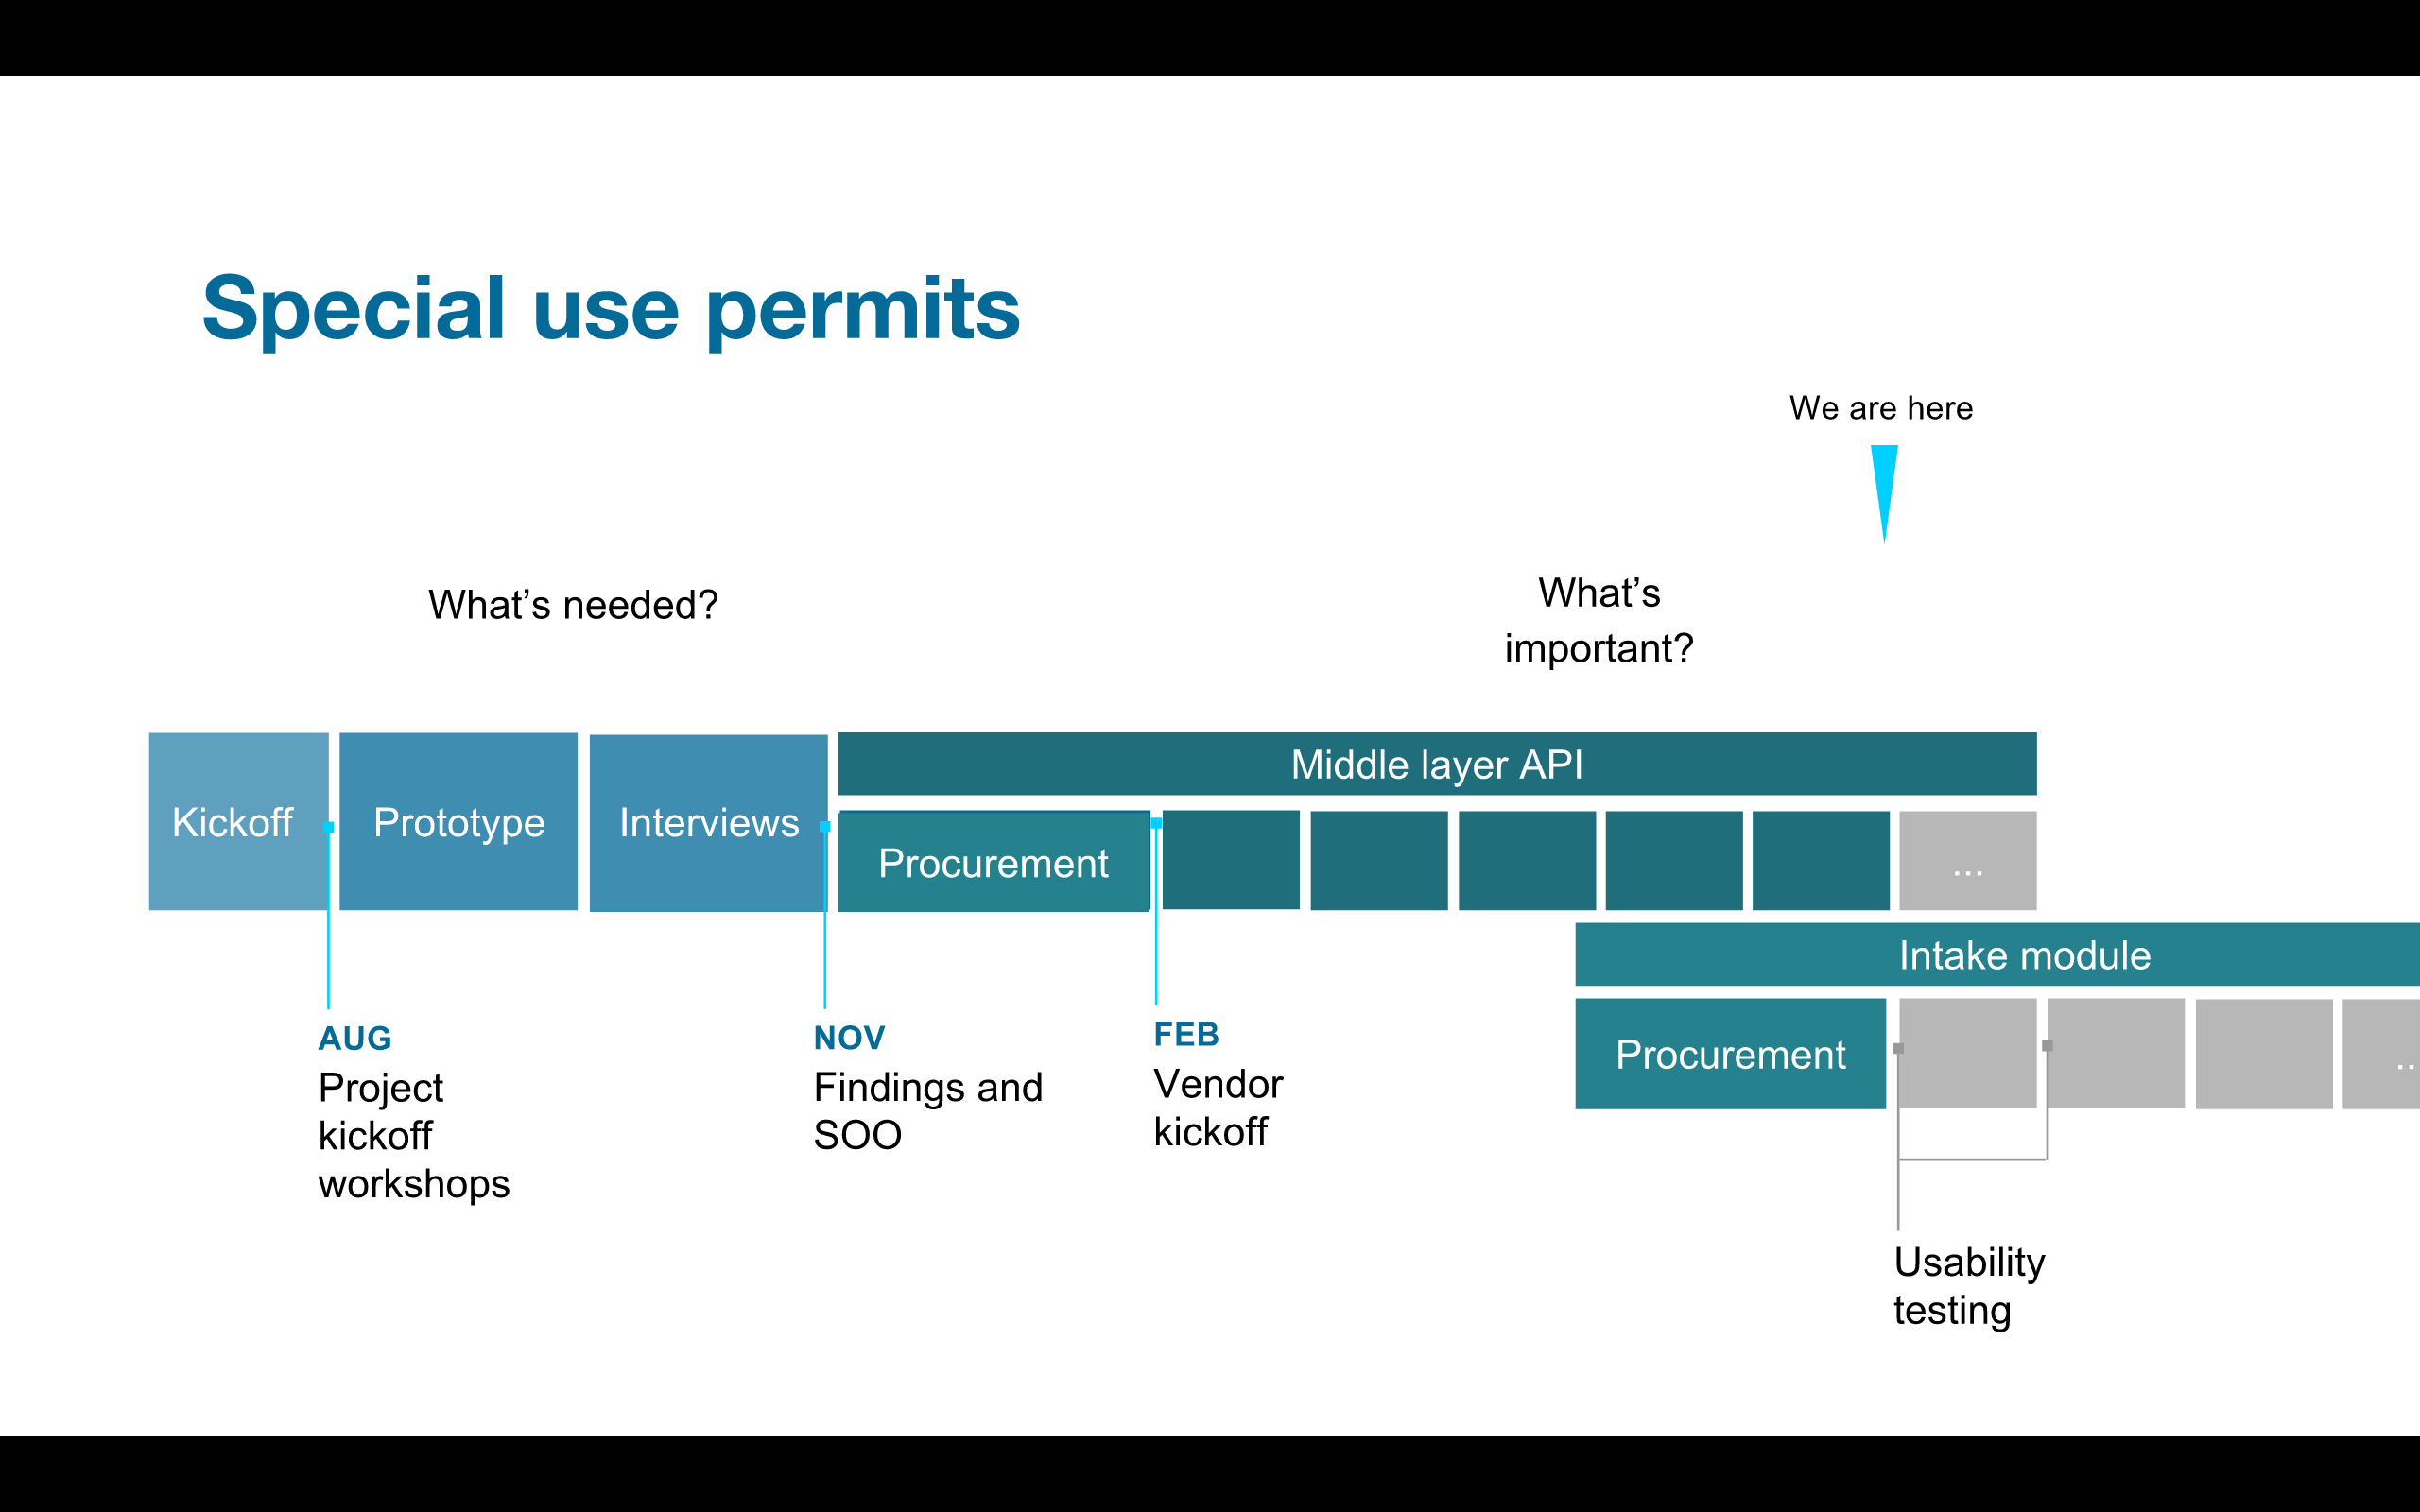 Special use permits
We are here
What's needed?
What's
important?
Middle layer API
Kickoff
Prototype
Interviews
Procurement
...
Intake module
Procurement
..
AUG
Project
kickoff
workshops
NOV
Findings and
SOO
FEB
Vendor
kickoff
Usability
testing